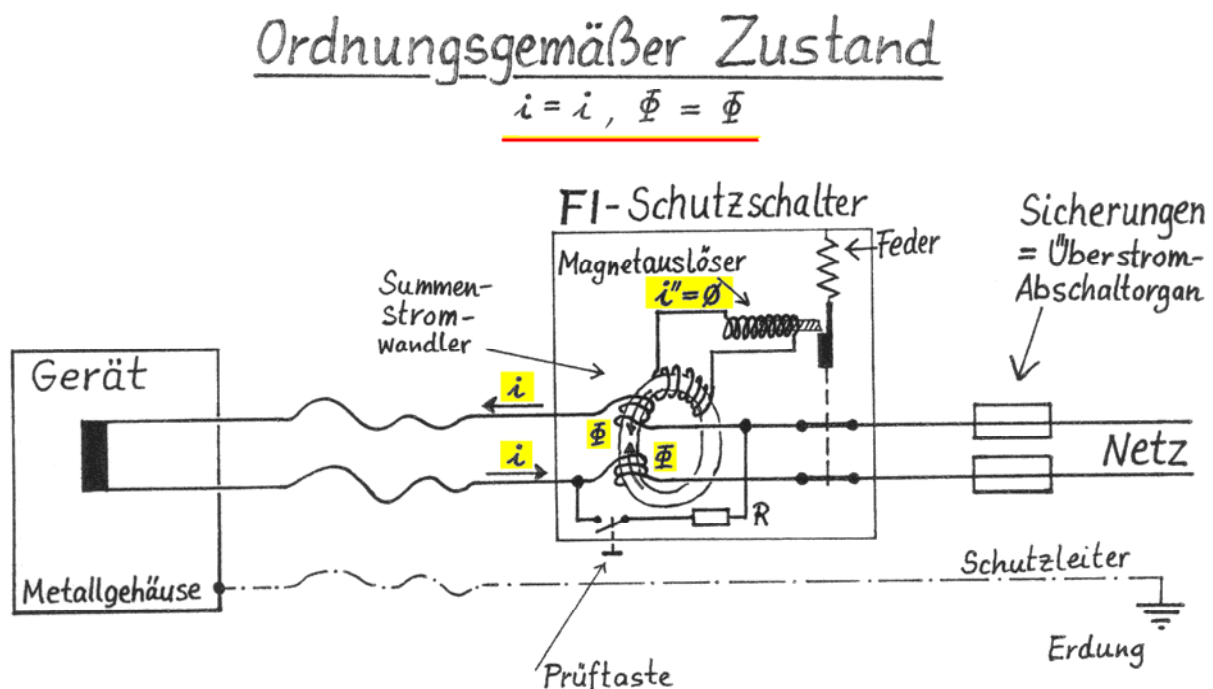 Ordnungsgemäßer Zustand
i = i , Φ = Φ
FI-Schutzschalter
Sicherungen
= Überstrom-
Abschaltorgan
Feder
Magnetauslöser
i" = Ø
Summen-
Strom-
wandler
Gerät
i
Φ
i
Φ
Netz
R
Metallgehäuse
Schutzleiter
Prüftaste
Erdung